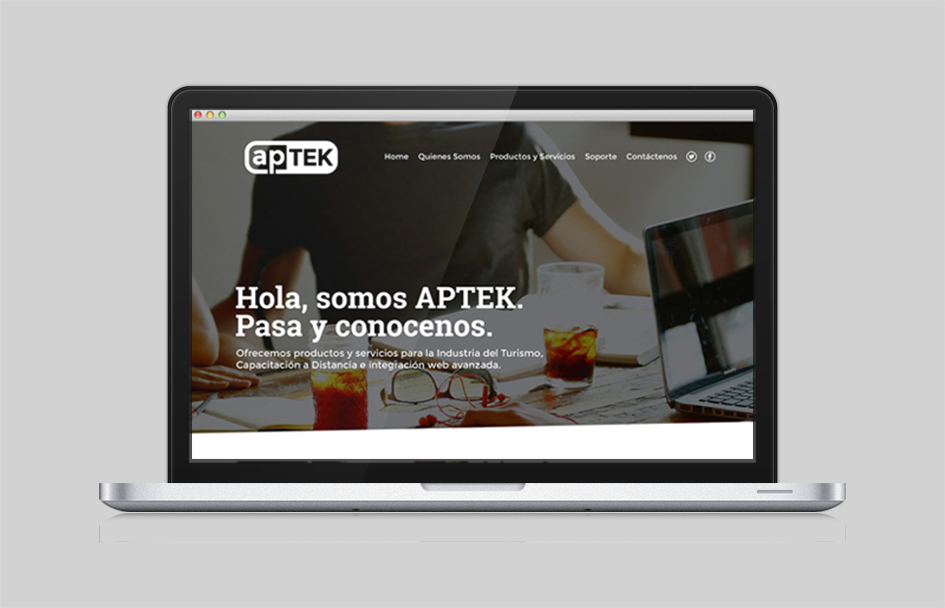 apTEK
Home Quienes Somos Productos y Servicios Soporte Contáctenos
Hola, somos APTEK.
Pasa y conocenos.
Ofrecemos productos y servicios para la Industria del Turismo,
Capacitación a Distancia e integración web avanzada.